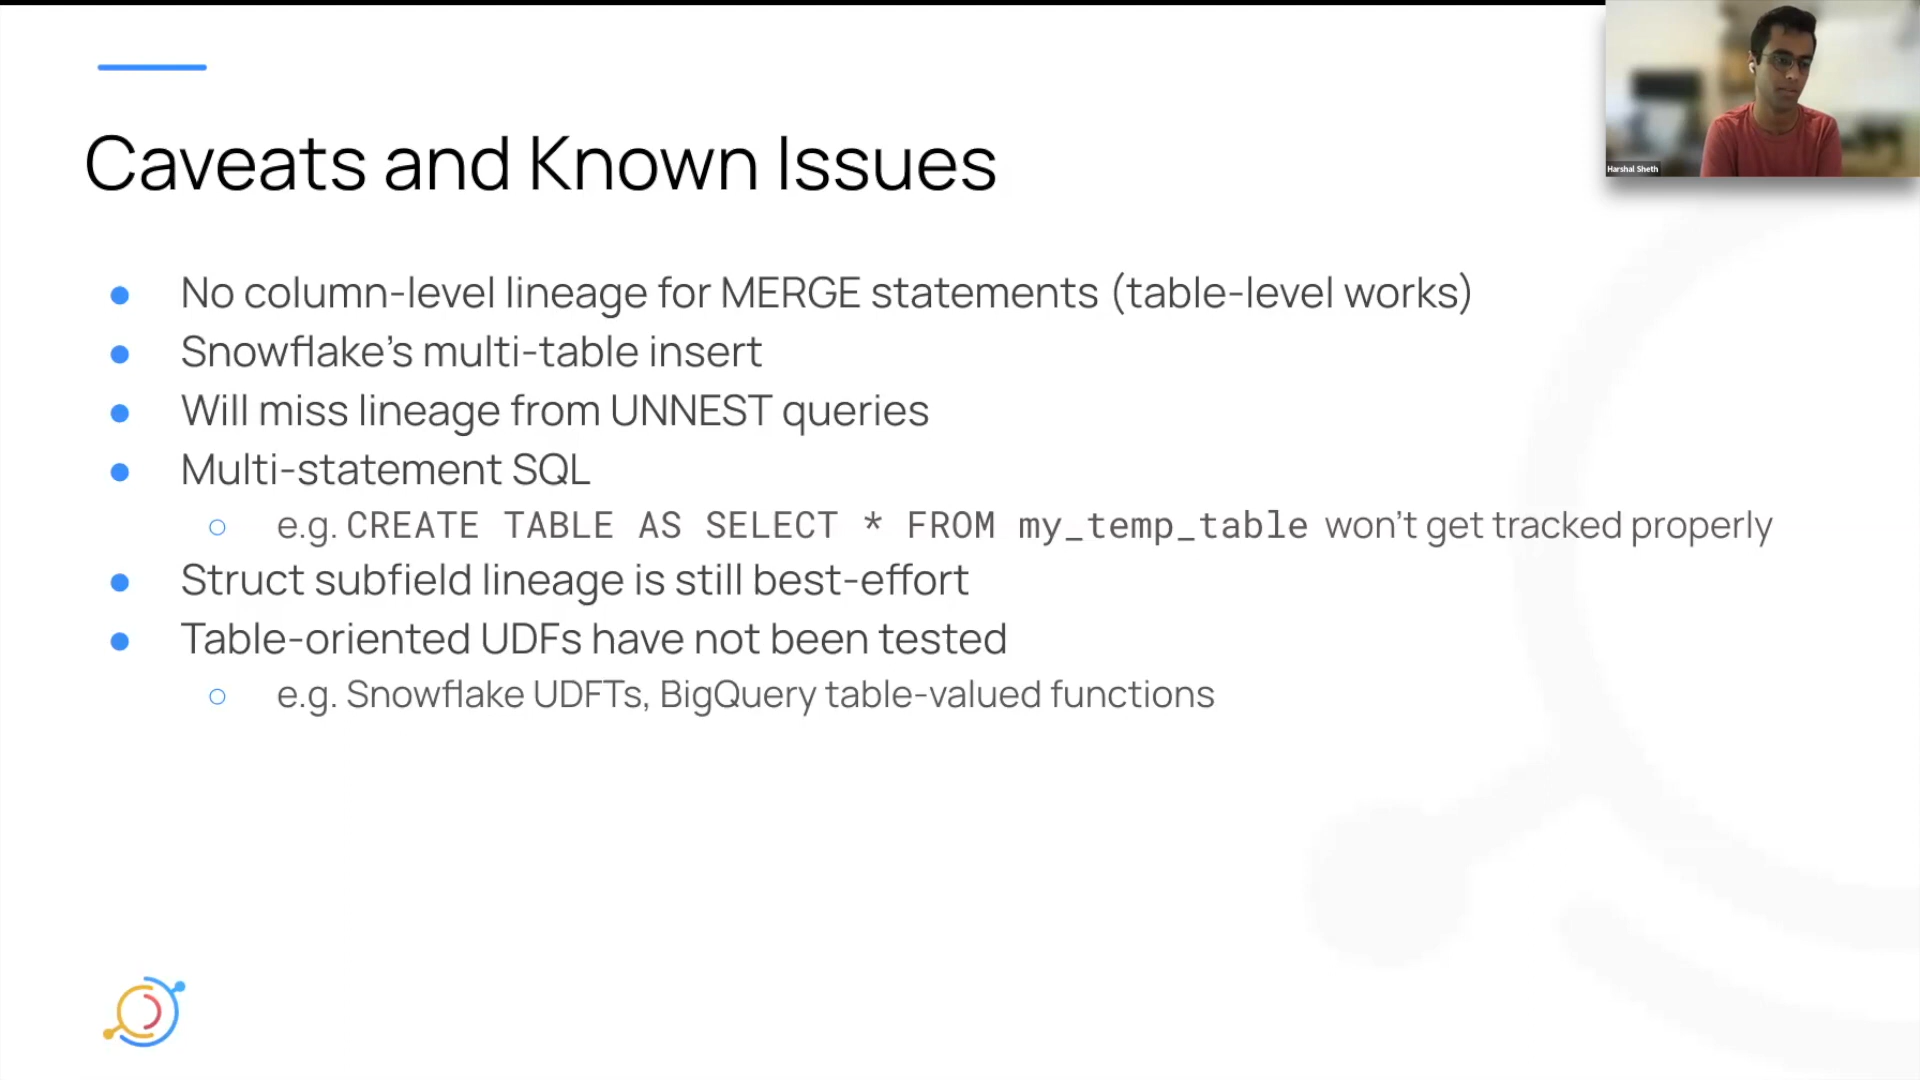 Harshal Sheth
Caveats and Known Issues
● No column-level lineage for MERGE statements (table-level works)
● Snowflake’s multi-table insert
● Will miss lineage from UNNEST queries
● Multi-statement SQL
○ e.g. CREATE TABLE AS SELECT * FROM my_temp_table won’t get tracked properly
● Struct subfield lineage is still best-effort
● Table-oriented UDFs have not been tested
○ e.g. Snowflake UDFTs, BigQuery table-valued functions